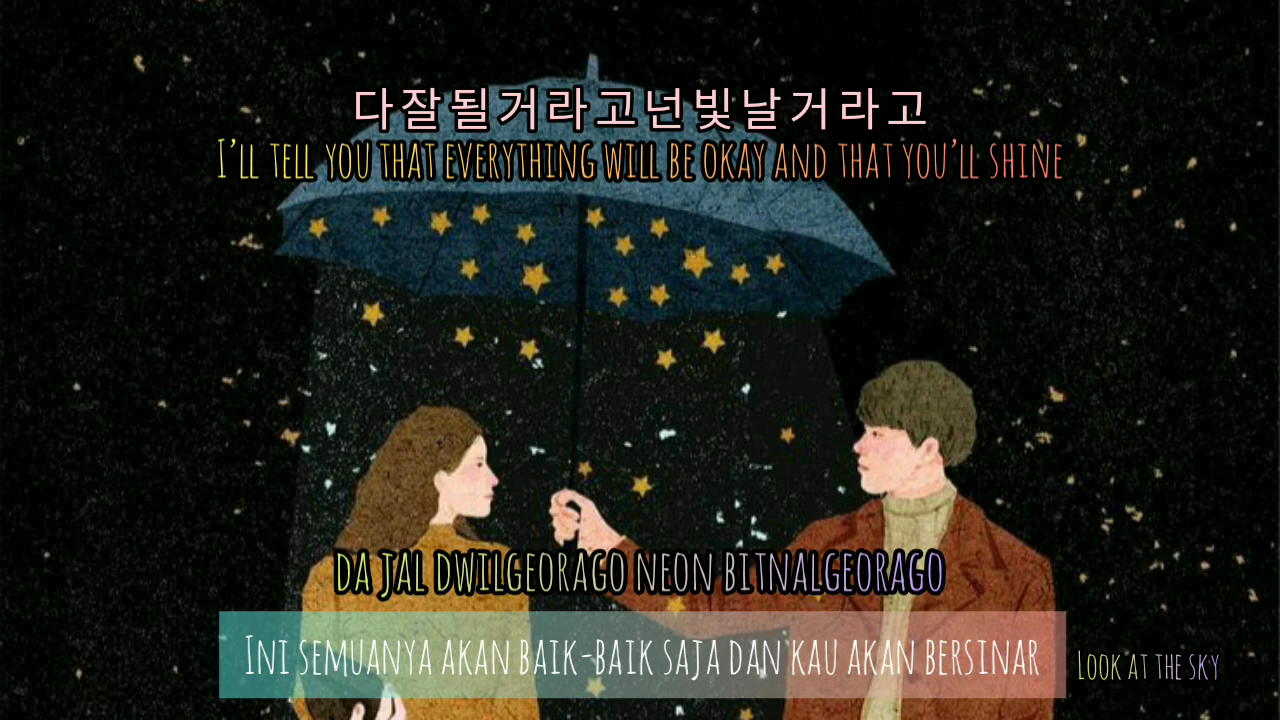 다잘될거라고넌빛날거라고
I'll tell you that everything will be okay and that you'll shine
da jal dwilgeorago neon bitnalgeorago
Ini semuanya akan baik-baik saja dan kau akan bersinar
Look at the sky